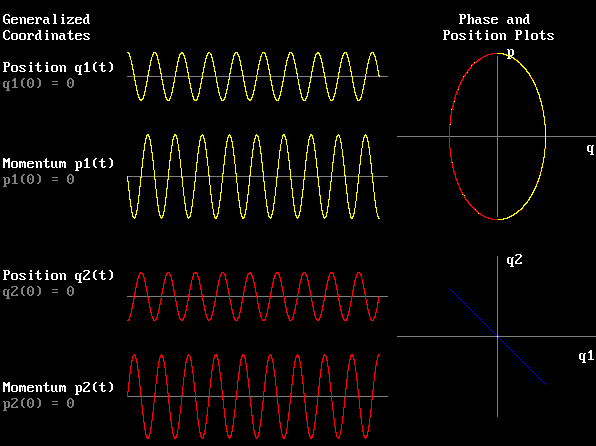 Generalized
Coordinates
Position q1(t)
q1(0) = 0
Momentum p1(t)
p1(0) = 0
Position q2(t)
q2(0) = 0
Momentum p2(t)
p2(0) = 0
Phase and
Position Plots
p
q
q2
q1